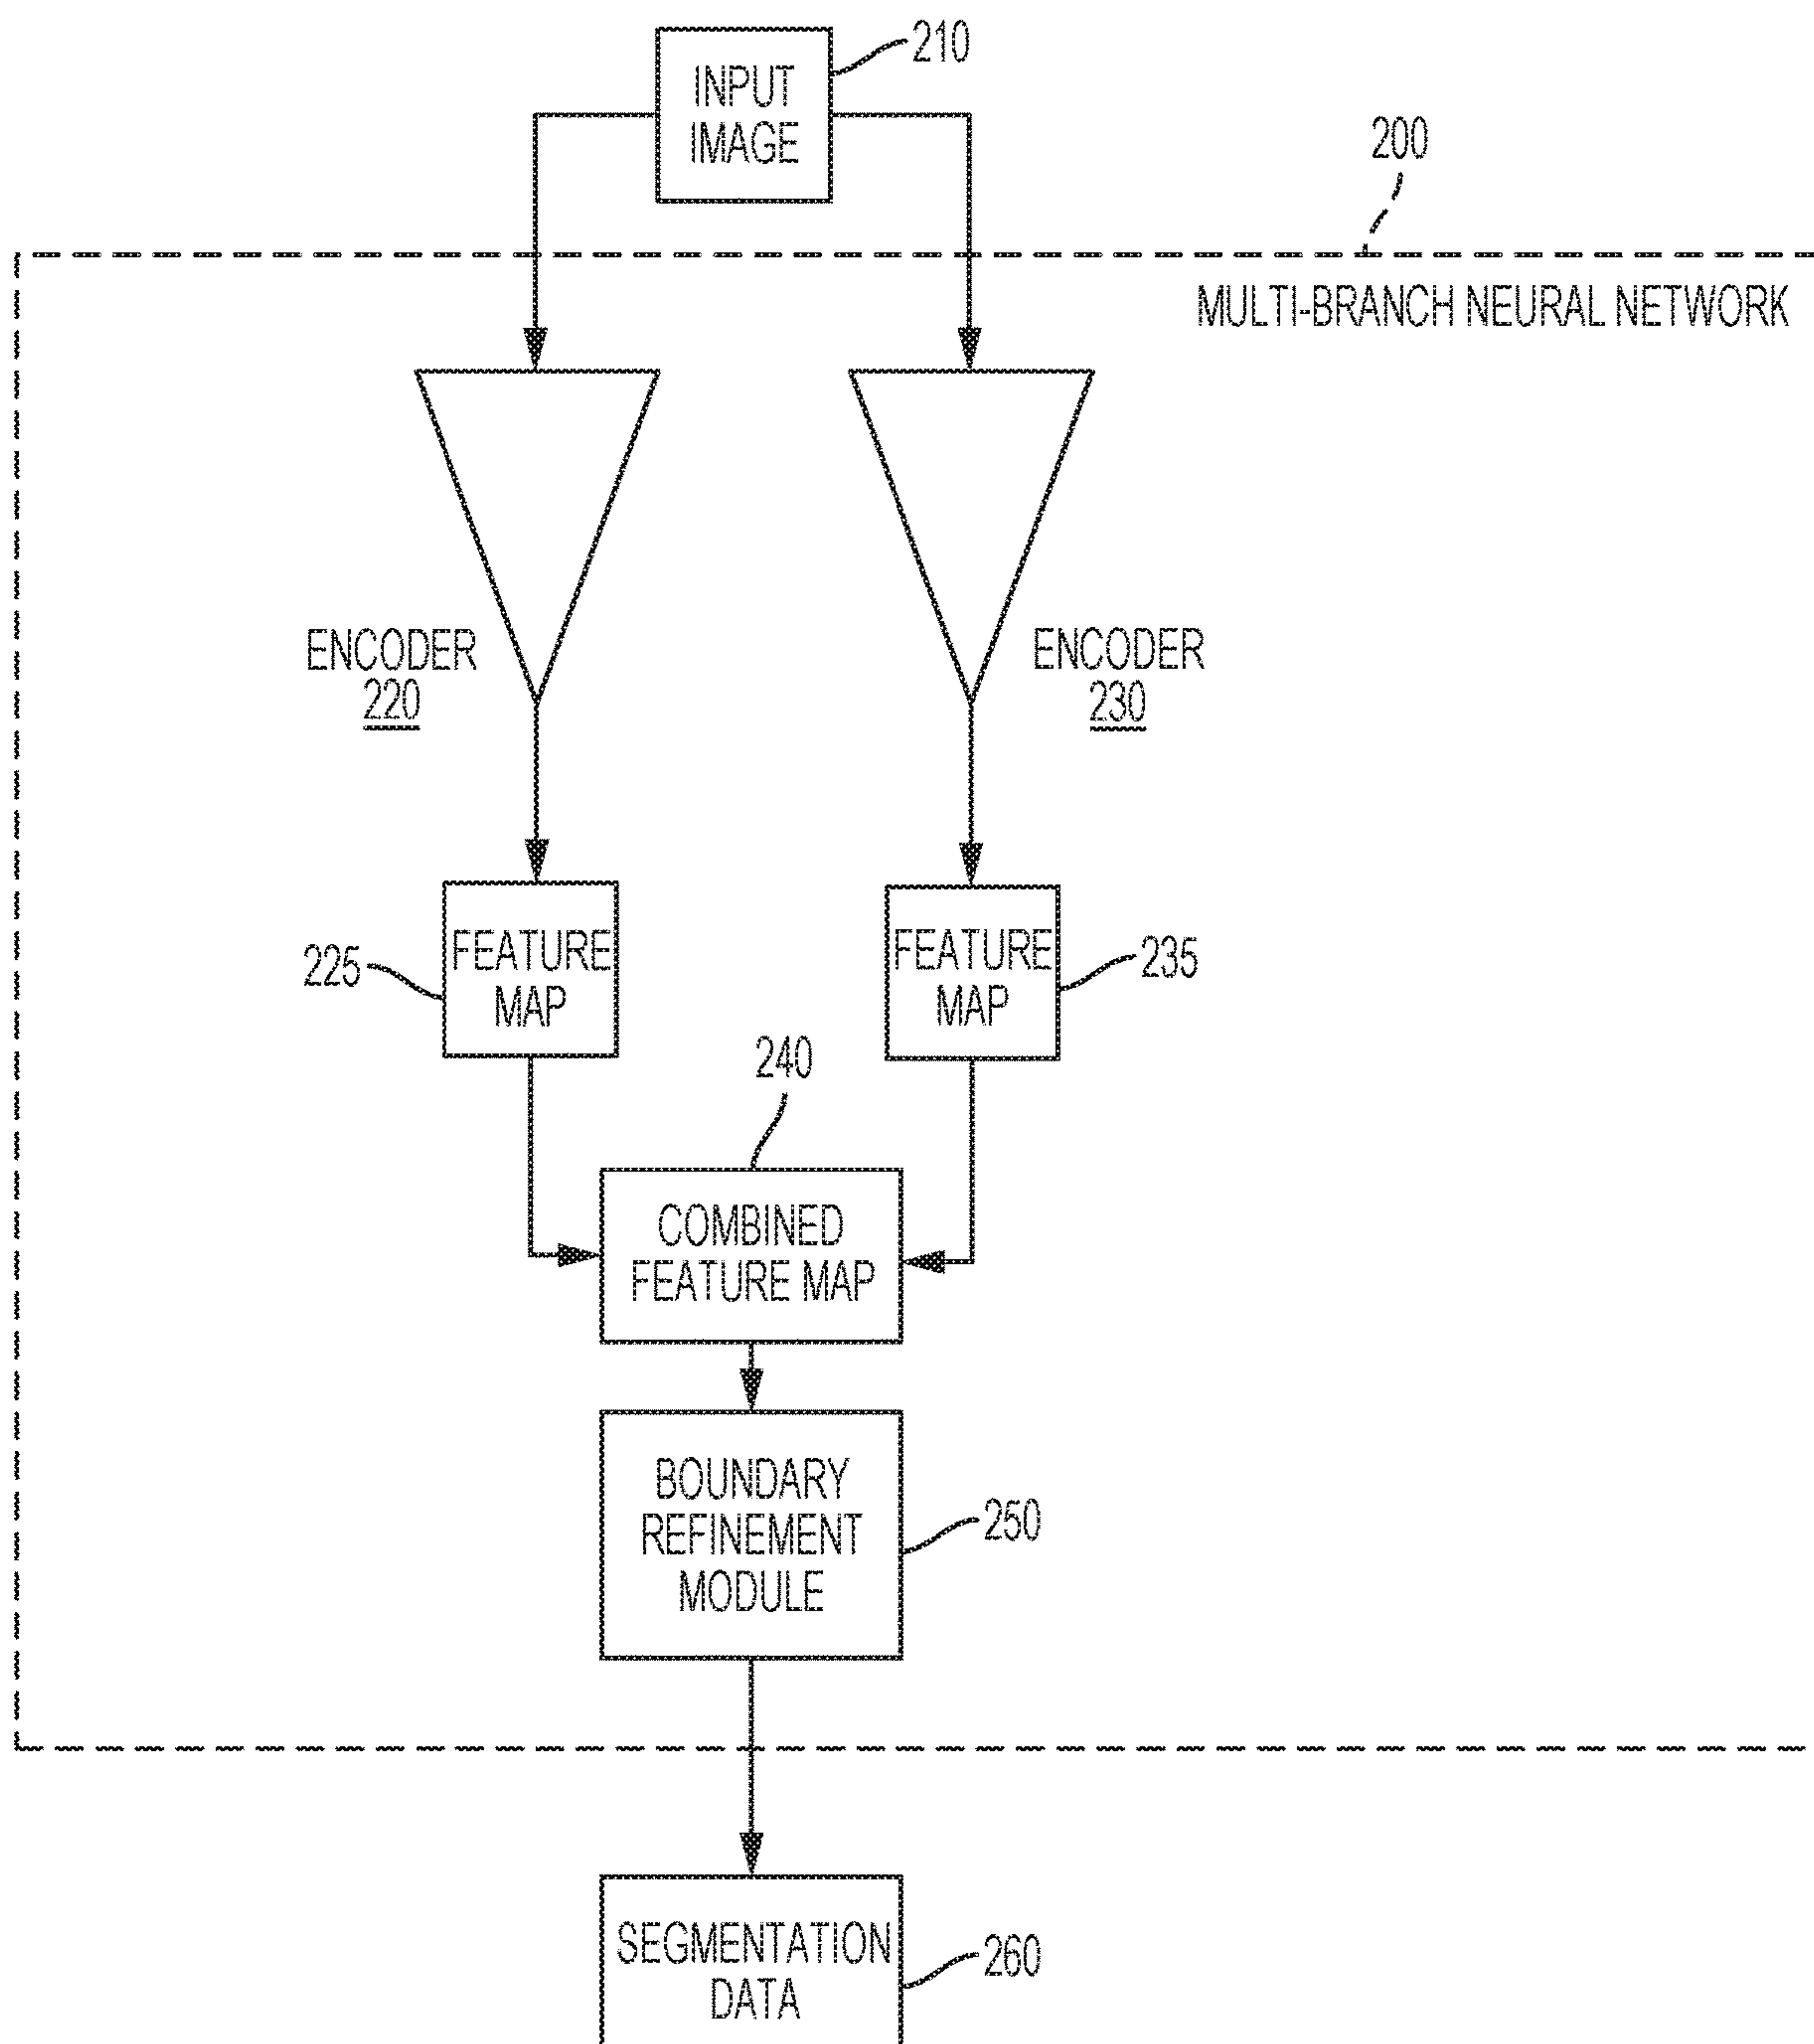 210
INPUT
IMAGE
200
MULTI-BRANCH NEURAL NETWORK
ENCODER
220
ENCODER
230
225
FEATURE
MAP
FEATURE
MAP
235
240
COMBINED
FEATURE MAP
BOUNDARY
REFINEMENT
MODULE
250
SEGMENTATION
DATA
260